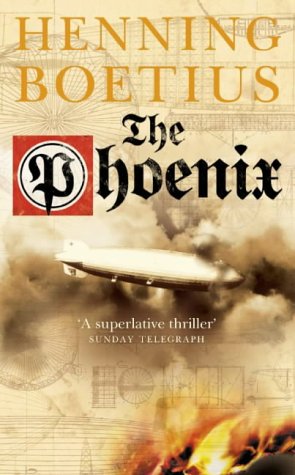 HENNING
BOETIUS
The
Phoenix
‘A superlative thriller’
SUNDAY TELEGRAPH